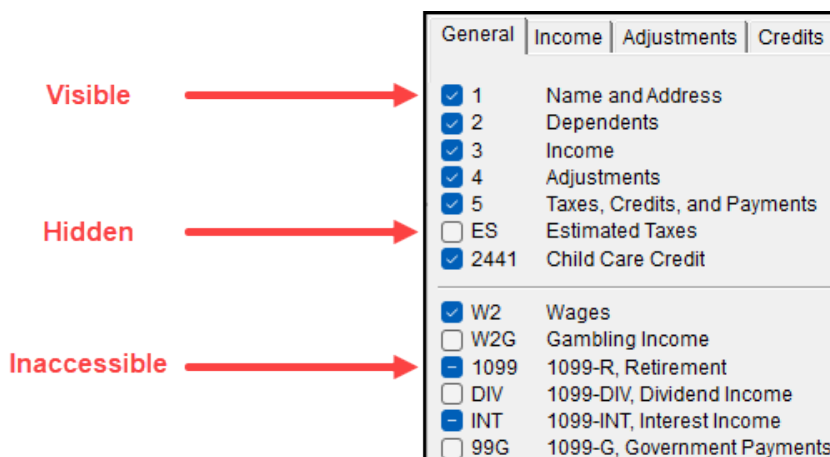 General Income Adjustments Credits
Visible
1 Name and Address
2 Dependents
3 Income
4 Adjustments
5 Taxes, Credits, and Payments
Hidden
ES Estimated Taxes
2441 Child Care Credit
W2 Wages
W2G Gambling Income
Inaccessible
1099 1099-R, Retirement
DIV 1099-DIV, Dividend Income
INT 1099-INT, Interest Income
99G 1099-G, Government Payments